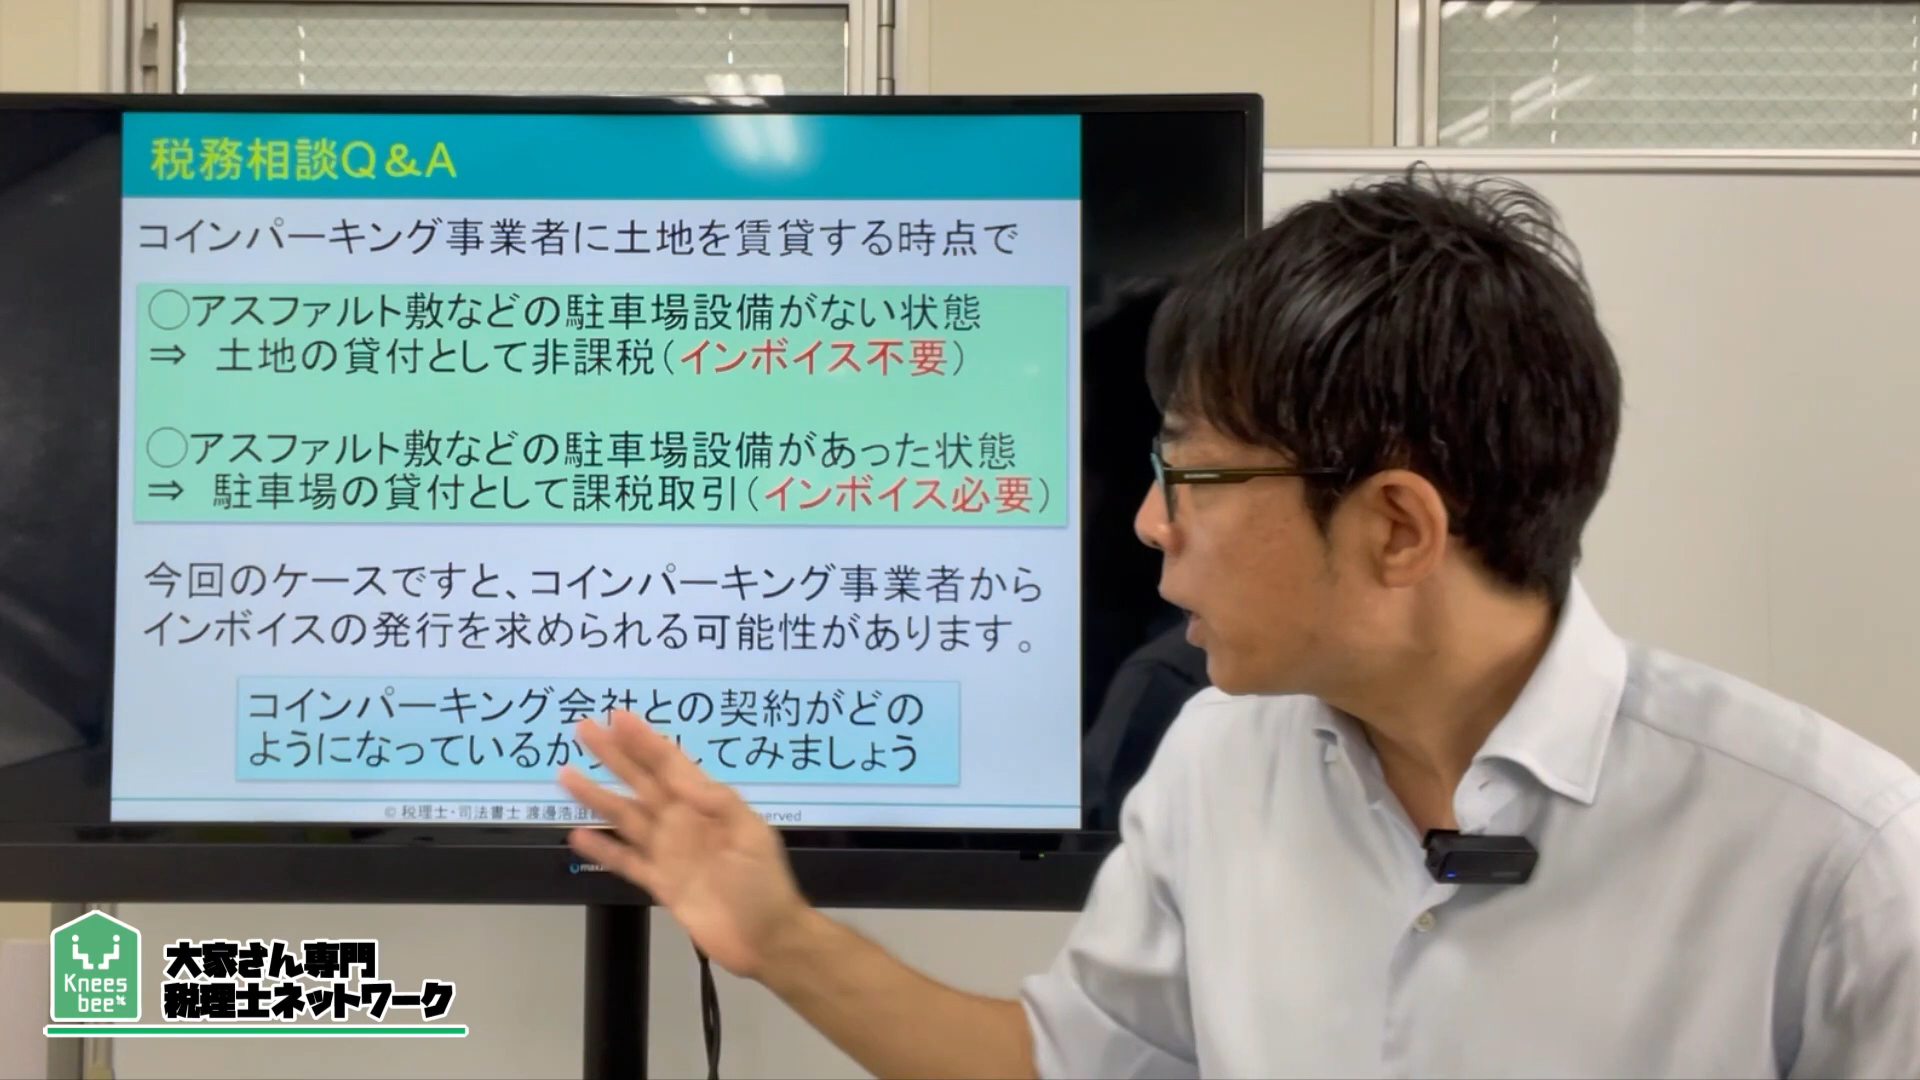 税務相談Q&A
コインパーキング事業者に土地を賃貸する時点で
○アスファルト敷などの駐車場設備がない状態
⇒ 土地の貸付として非課税(インボイス不要)
○アスファルト敷などの駐車場設備があった状態
⇒ 駐車場の貸付として課税取引(インボイス必要)
今回のケースですと、コインパーキング事業者から
インボイスの発行を求められる可能性があります。
コインパーキング会社との契約がどの
ようになっているか してみましょう
© 税理士・司法書士 渡邊浩滋
Knees
bee
大家さん専門
税理士ネットワーク